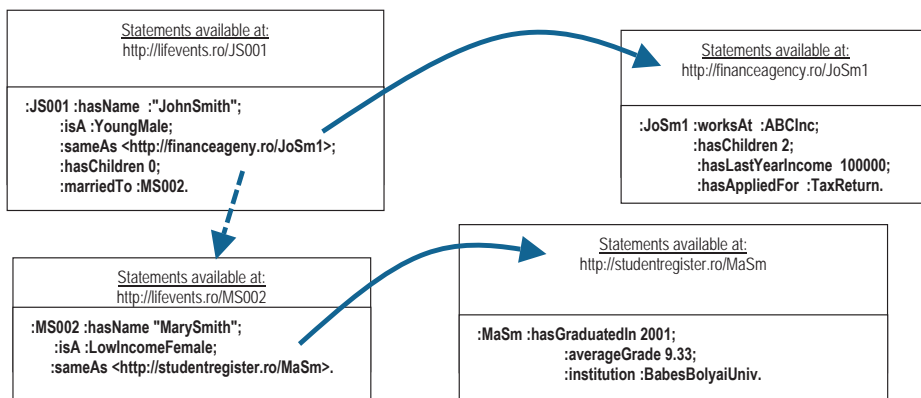 Statements available at:
http://lifevents.ro/JS001
:JS001 :hasName :"JohnSmith";
:isA :YoungMale;
:sameAs <http://financeageny.ro/JoSm1>;
:hasChildren 0;
:marriedTo :MS002.
Statements available at:
http://financeagency.ro/JoSm1
:JoSm1 :worksAt :ABCInc;
:hasChildren 2;
:hasLastYearIncome 100000;
:hasAppliedFor :TaxReturn.
Statements available at:
http://lifevents.ro/MS002
:MS002 :hasName "MarySmith";
:isA :LowIncomeFemale;
:sameAs <http://studentregister.ro/MaSm>.
Statements available at:
http://studentregister.ro/MaSm
:MaSm :hasGraduatedIn 2001;
:averageGrade 9.33;
:institution :BabesBolyaiUniv.